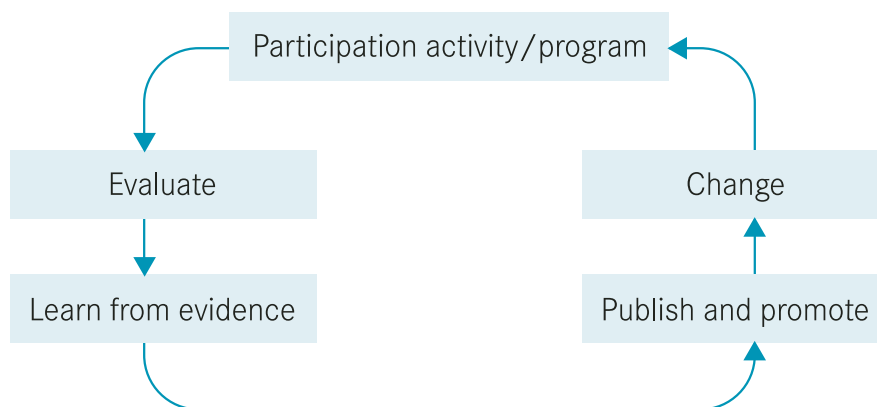 Participation activity/program
Evaluate
Change
Learn from evidence
Publish and promote